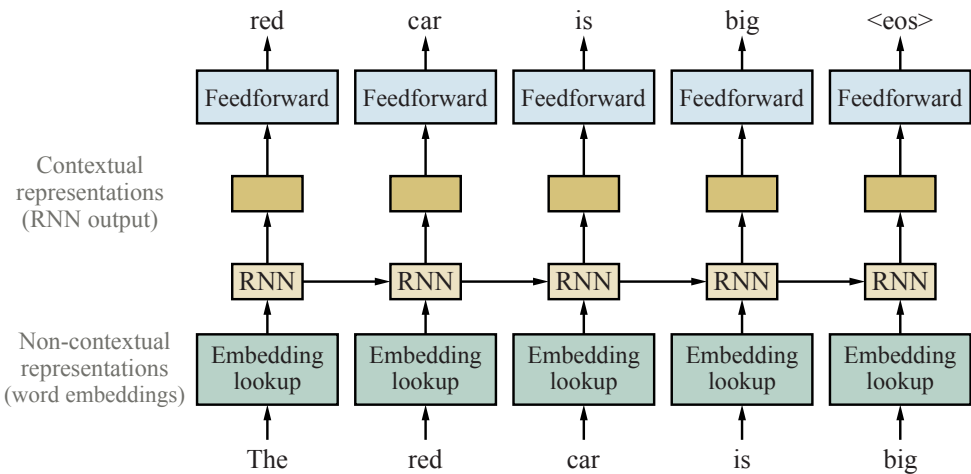 red car is big <eos>
Feedforward Feedforward Feedforward Feedforward Feedforward
Contextual
representations
(RNN output)
RNN RNN RNN RNN RNN
Non-contextual
representations
(word embeddings)
Embedding Embedding Embedding Embedding Embedding
lookup lookup lookup lookup lookup
The red car is big